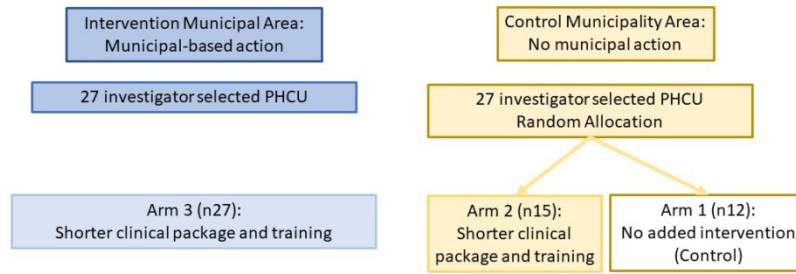 Intervention Municipal Area:
Municipal-based action
Control Municipality Area:
No municipal action
27 investigator selected PHCU
27 investigator selected PHCU
Random Allocation
Arm 3 (n27):
Shorter clinical package and training
Arm 2 (n15):
Shorter clinical
package and training
Arm 1 (n12):
No added intervention
(Control)